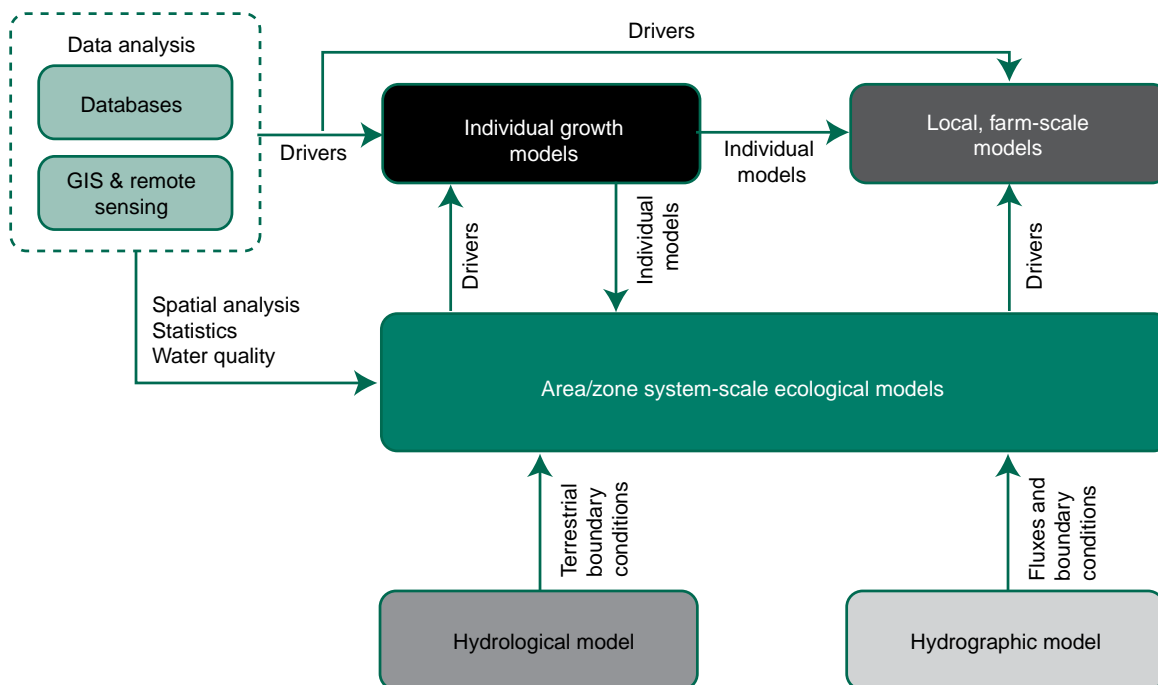 Data analysis
Databases
GIS & remote
sensing
Drivers
Drivers
Individual growth
models
Individual
models
Local, farm-scale
models
Drivers
Individual
models
Drivers
Spatial analysis
Statistics
Water quality
Area/zone system-scale ecological models
Terrestrial
boundary
conditions
Fluxes and
boundary
conditions
Hydrological model
Hydrographic model